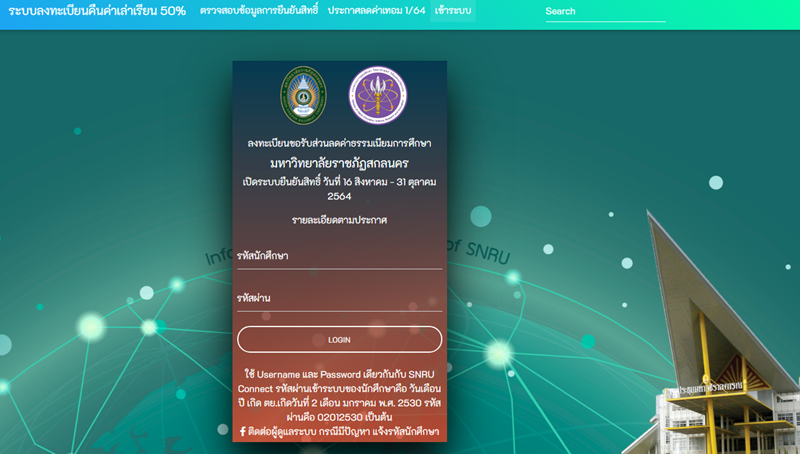 ระบบลงทะเบียนคืนค่าเล่าเรียน 50% ตรวจสอบข้อมูลการยืนยันสิทธิ์ ประกาศลดค่าเทอม 1/64 เข้าระบบ Search
ลงทะเบียนขอรับส่วนลดค่าธรรมเนียมการศึกษา
มหาวิทยาลัยราชภัฏสกลนคร
เปิดระบบยืนยันสิทธิ์ วันที่ 16 สิงหาคม - 31 ตุลาคม
2564
รายละเอียดตามประกาศ
of SNRU
รหัสนักศึกษา
รหัสผ่าน
LOGIN
ใช้ Username และ Password เดียวกันกับ SNRU
Connect รหัสผ่านเข้าระบบของนักศึกษาคือ วันเดือน
ปี เกิด ตย.เกิดวันที่ 2 เดือน มกราคม พ.ศ. 2530 รหัส
ผ่านคือ 02012530 เป็นต้น
ติดต่อผู้ดูแลระบบ กรณีมีปัญหา แจ้งรหัสนักศึกษา